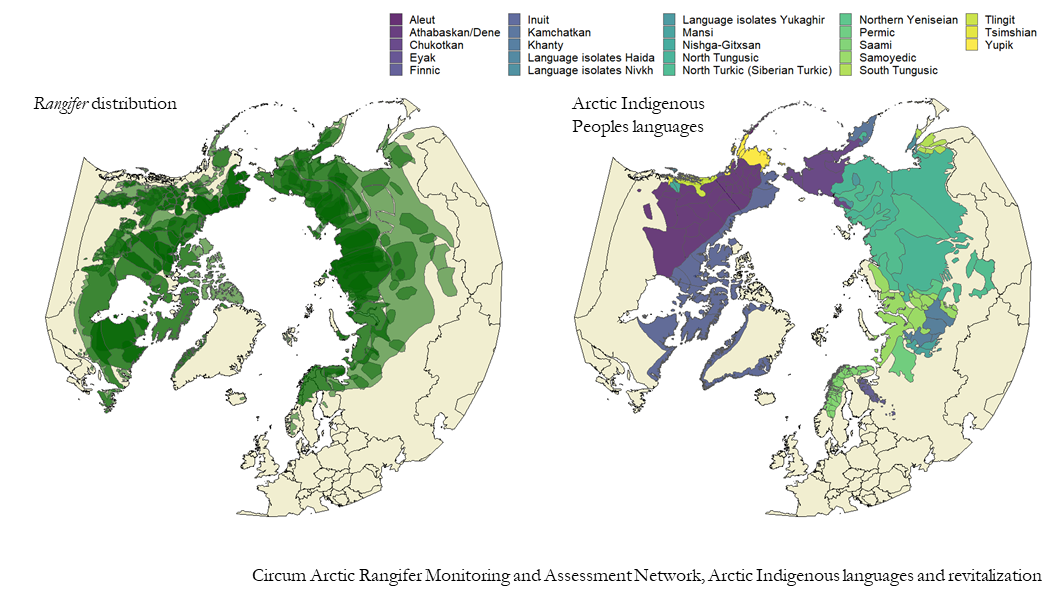 Aleut
Athabaskan/Dene
Chukotkan
Eyak
Finnic
Inuit
Kamchatkan
Khanty
Language isolates Haida
Language isolates Nivkh
Language isolates Yukaghir
Mansi
Nishga-Gitxsan
North Tungusic
North Turkic (Siberian Turkic)
Northern Yeniseian
Permic
Saami
Samoyedic
South Tungusic
Tlingit
Tsimshian
Yupik
Rangifer distribution
Arctic Indigenous
Peoples languages
Circum Arctic Rangifer Monitoring and Assessment Network, Arctic Indigenous languages and revitalization